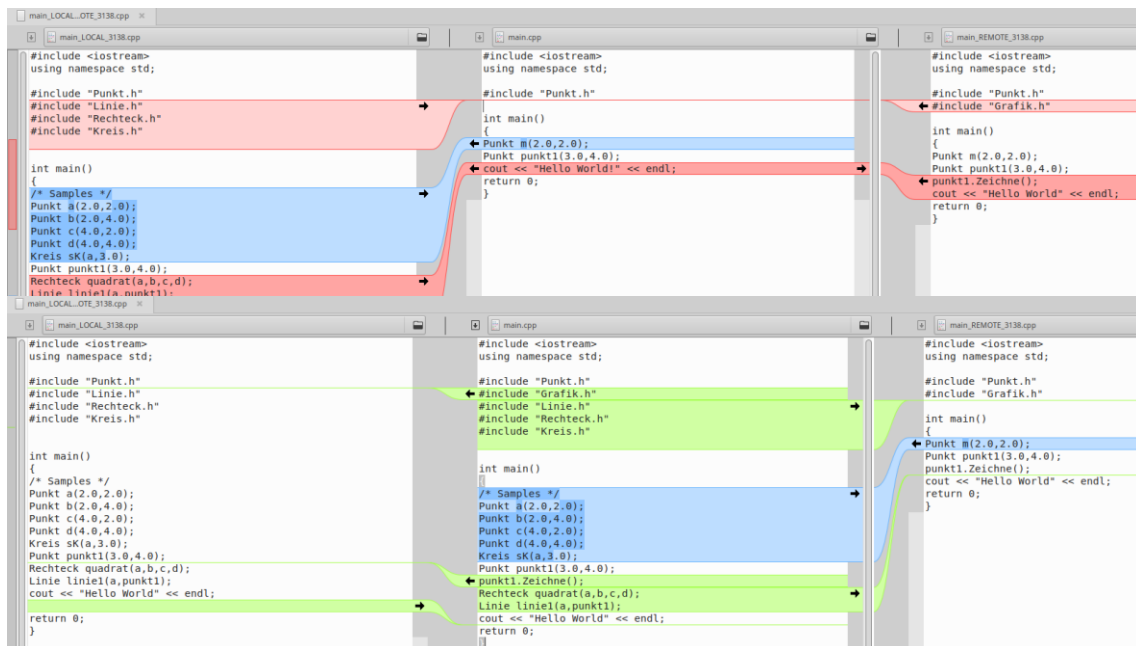 main_LOCAL...OTE_3138.cpp ×
main_LOCAL_3138.cpp
#include <iostream>
using namespace std;
#include "Punkt.h"
#include "Linie.h"
#include "Rechteck.h"
#include "Kreis.h"
int main()
{
/* Samples */
Punkt a(2.0,2.0);
Punkt b(2.0,4.0);
Punkt c(4.0,2.0);
Punkt d(4.0,4.0);
Kreis sK(a,3.0);
Punkt punkt1(3.0,4.0);
Rechteck quadrat(a,b,c,d);
Linie linie1(a,punkt1);
main.cpp
#include <iostream>
using namespace std;
#include "Punkt.h"
int main()
{
Punkt m(2.0,2.0);
Punkt punkt1(3.0,4.0);
cout << "Hello World!" << endl;
return 0;
}
main_REMOTE_3138.cpp
#include <iostream>
using namespace std;
#include "Punkt.h"
#include "Grafik.h"
int main()
{
Punkt m(2.0,2.0);
Punkt punkt1(3.0,4.0);
punkt1.Zeichne();
cout << "Hello World" << endl;
return 0;
}
main_LOCAL...OTE_3138.cpp ×
main_LOCAL_3138.cpp
#include <iostream>
using namespace std;
#include "Punkt.h"
#include "Linie.h"
#include "Rechteck.h"
#include "Kreis.h"
int main()
{
/* Samples */
Punkt a(2.0,2.0);
Punkt b(2.0,4.0);
Punkt c(4.0,2.0);
Punkt d(4.0,4.0);
Kreis sK(a,3.0);
Punkt punkt1(3.0,4.0);
Rechteck quadrat(a,b,c,d);
Linie linie1(a,punkt1);
cout << "Hello World" << endl;
return 0;
}
main.cpp
#include <iostream>
using namespace std;
#include "Punkt.h"
#include "Grafik.h"
#include "Linie.h"
#include "Rechteck.h"
#include "Kreis.h"
int main()
{
/* Samples */
Punkt a(2.0,2.0);
Punkt b(2.0,4.0);
Punkt c(4.0,2.0);
Punkt d(4.0,4.0);
Kreis sK(a,3.0);
Punkt punkt1(3.0,4.0);
punkt1.Zeichne();
Rechteck quadrat(a,b,c,d);
Linie linie1(a,punkt1);
cout << "Hello World" << endl;
return 0;
}
main_REMOTE_3138.cpp
#include <iostream>
using namespace std;
#include "Punkt.h"
#include "Grafik.h"
int main()
{
Punkt m(2.0,2.0);
Punkt punkt1(3.0,4.0);
punkt1.Zeichne();
cout << "Hello World" << endl;
return 0;
}